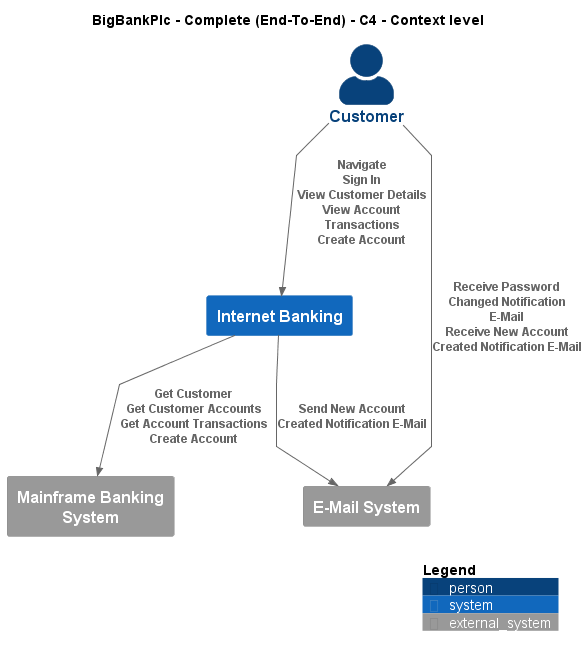 BigBankPlc - Complete (End-To-End) - C4 - Context level
Customer
Navigate
Sign In
View Customer Details
View Account
Transactions
Create Account
Receive Password
Changed Notification
E-Mail
Receive New Account
Created Notification E-Mail
Internet Banking
Get Customer
Get Customer Accounts
Get Account Transactions
Create Account
Send New Account
Created Notification E-Mail
Mainframe Banking
System
E-Mail System
Legend
person
system
external_system